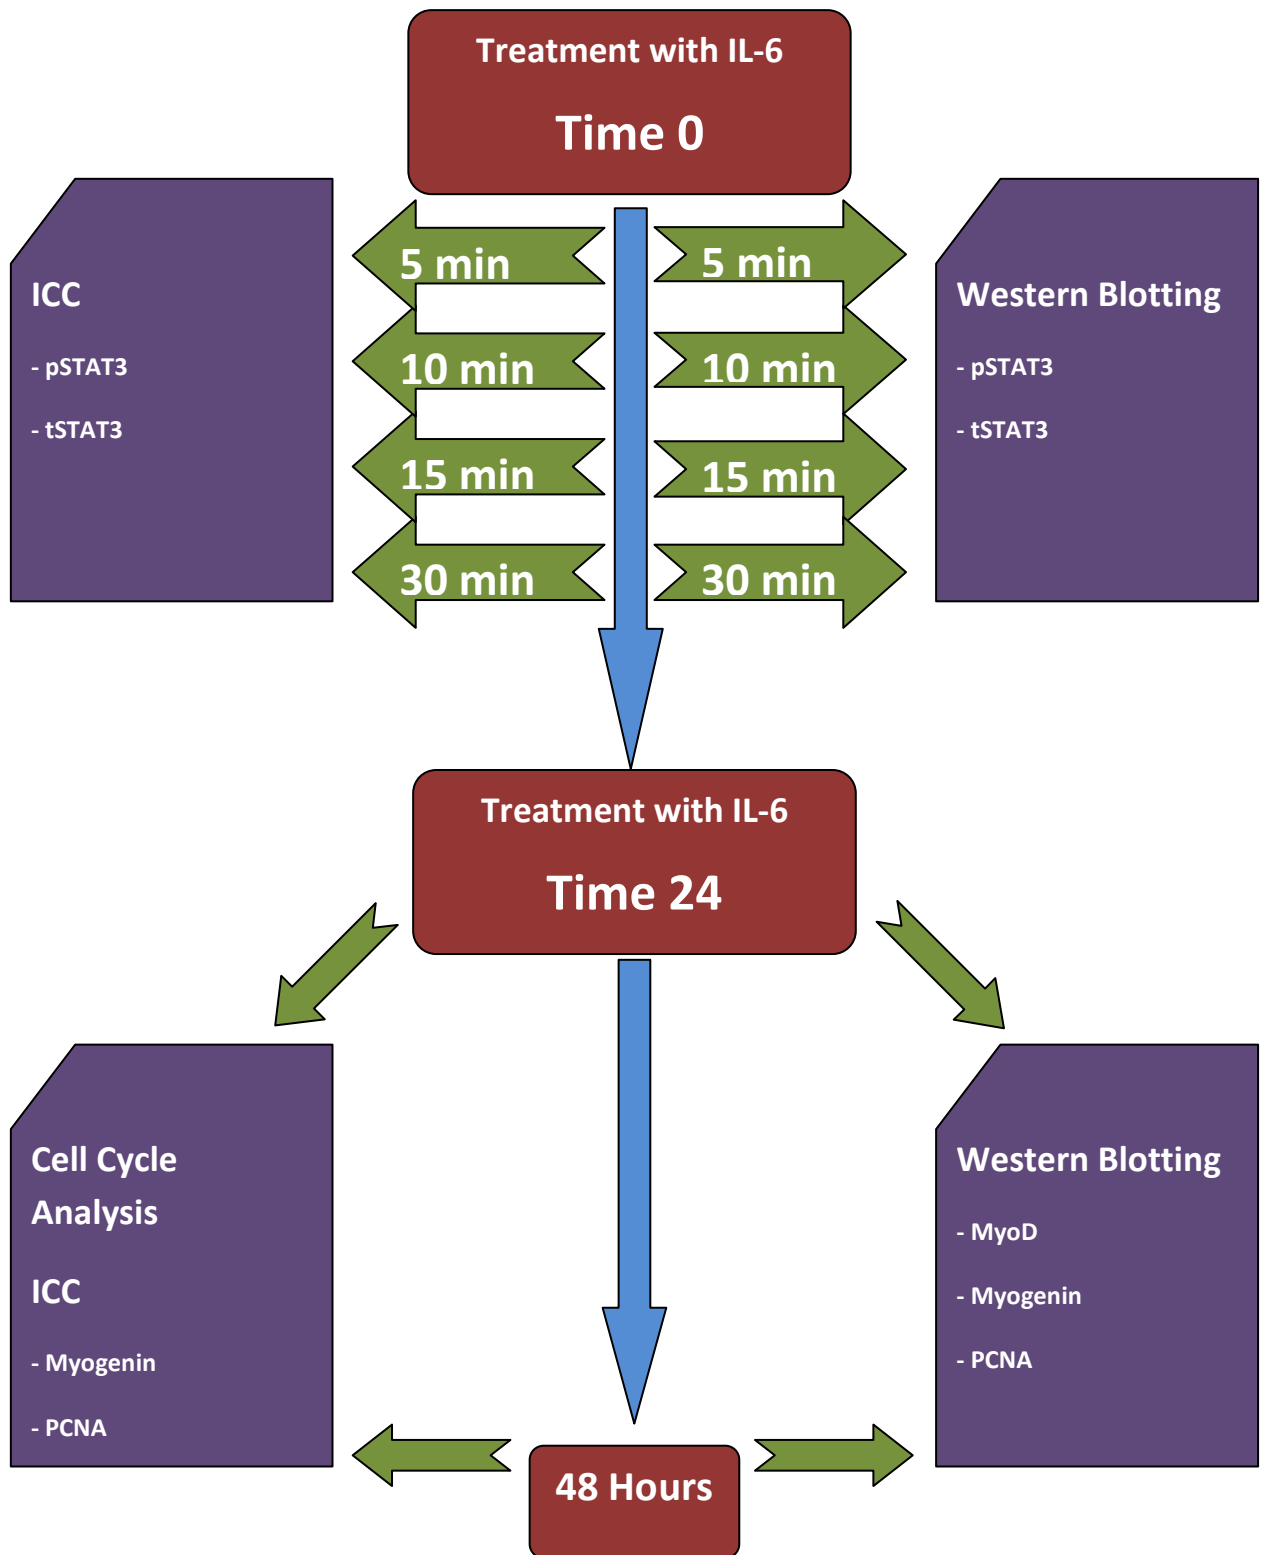 Treatment with IL-6
Time 0
ICC
- pSTAT3
- tSTAT3
5 min
10 min
15 min
30 min
5 min
10 min
15 min
30 min
Western Blotting
- pSTAT3
- tSTAT3
Treatment with IL-6
Time 24
Cell Cycle
Analysis
ICC
- Myogenin
- PCNA
Western Blotting
- MyoD
- Myogenin
- PCNA
48 Hours